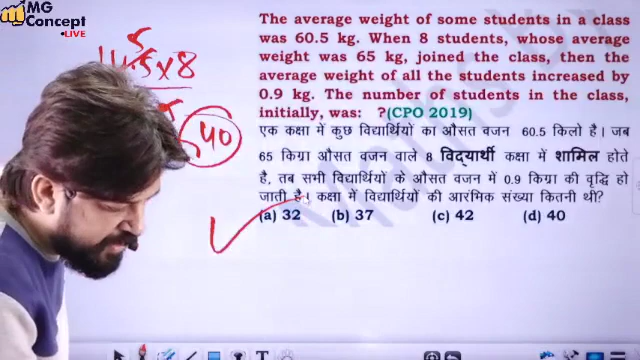 MG
Concept
LIVE
The average weight of some students in a class
was 60.5 kg. When 8 students, whose average
weight was 65 kg, joined the class, then the
average weight of all the students increased by
0.9 kg. The number of students in the class,
initially, was: ?(CPO 2019)
एक कक्षा में कुछ विद्यार्थियों का औसत वजन 60.5 किलो है। जब
65 किग्रा औसत वजन वाले 8 विद्यार्थी कक्षा में शामिल होते
है, तब सभी विद्यार्थियों के औसत वजन में 0.9 किग्रा की वृद्धि हो
जाती है। कक्षा में विद्यार्थियों की आरंमिक संख्या कितनी थी?
(a) 32 (b) 37 (c) 42 (d) 40
5
4.5×8
40